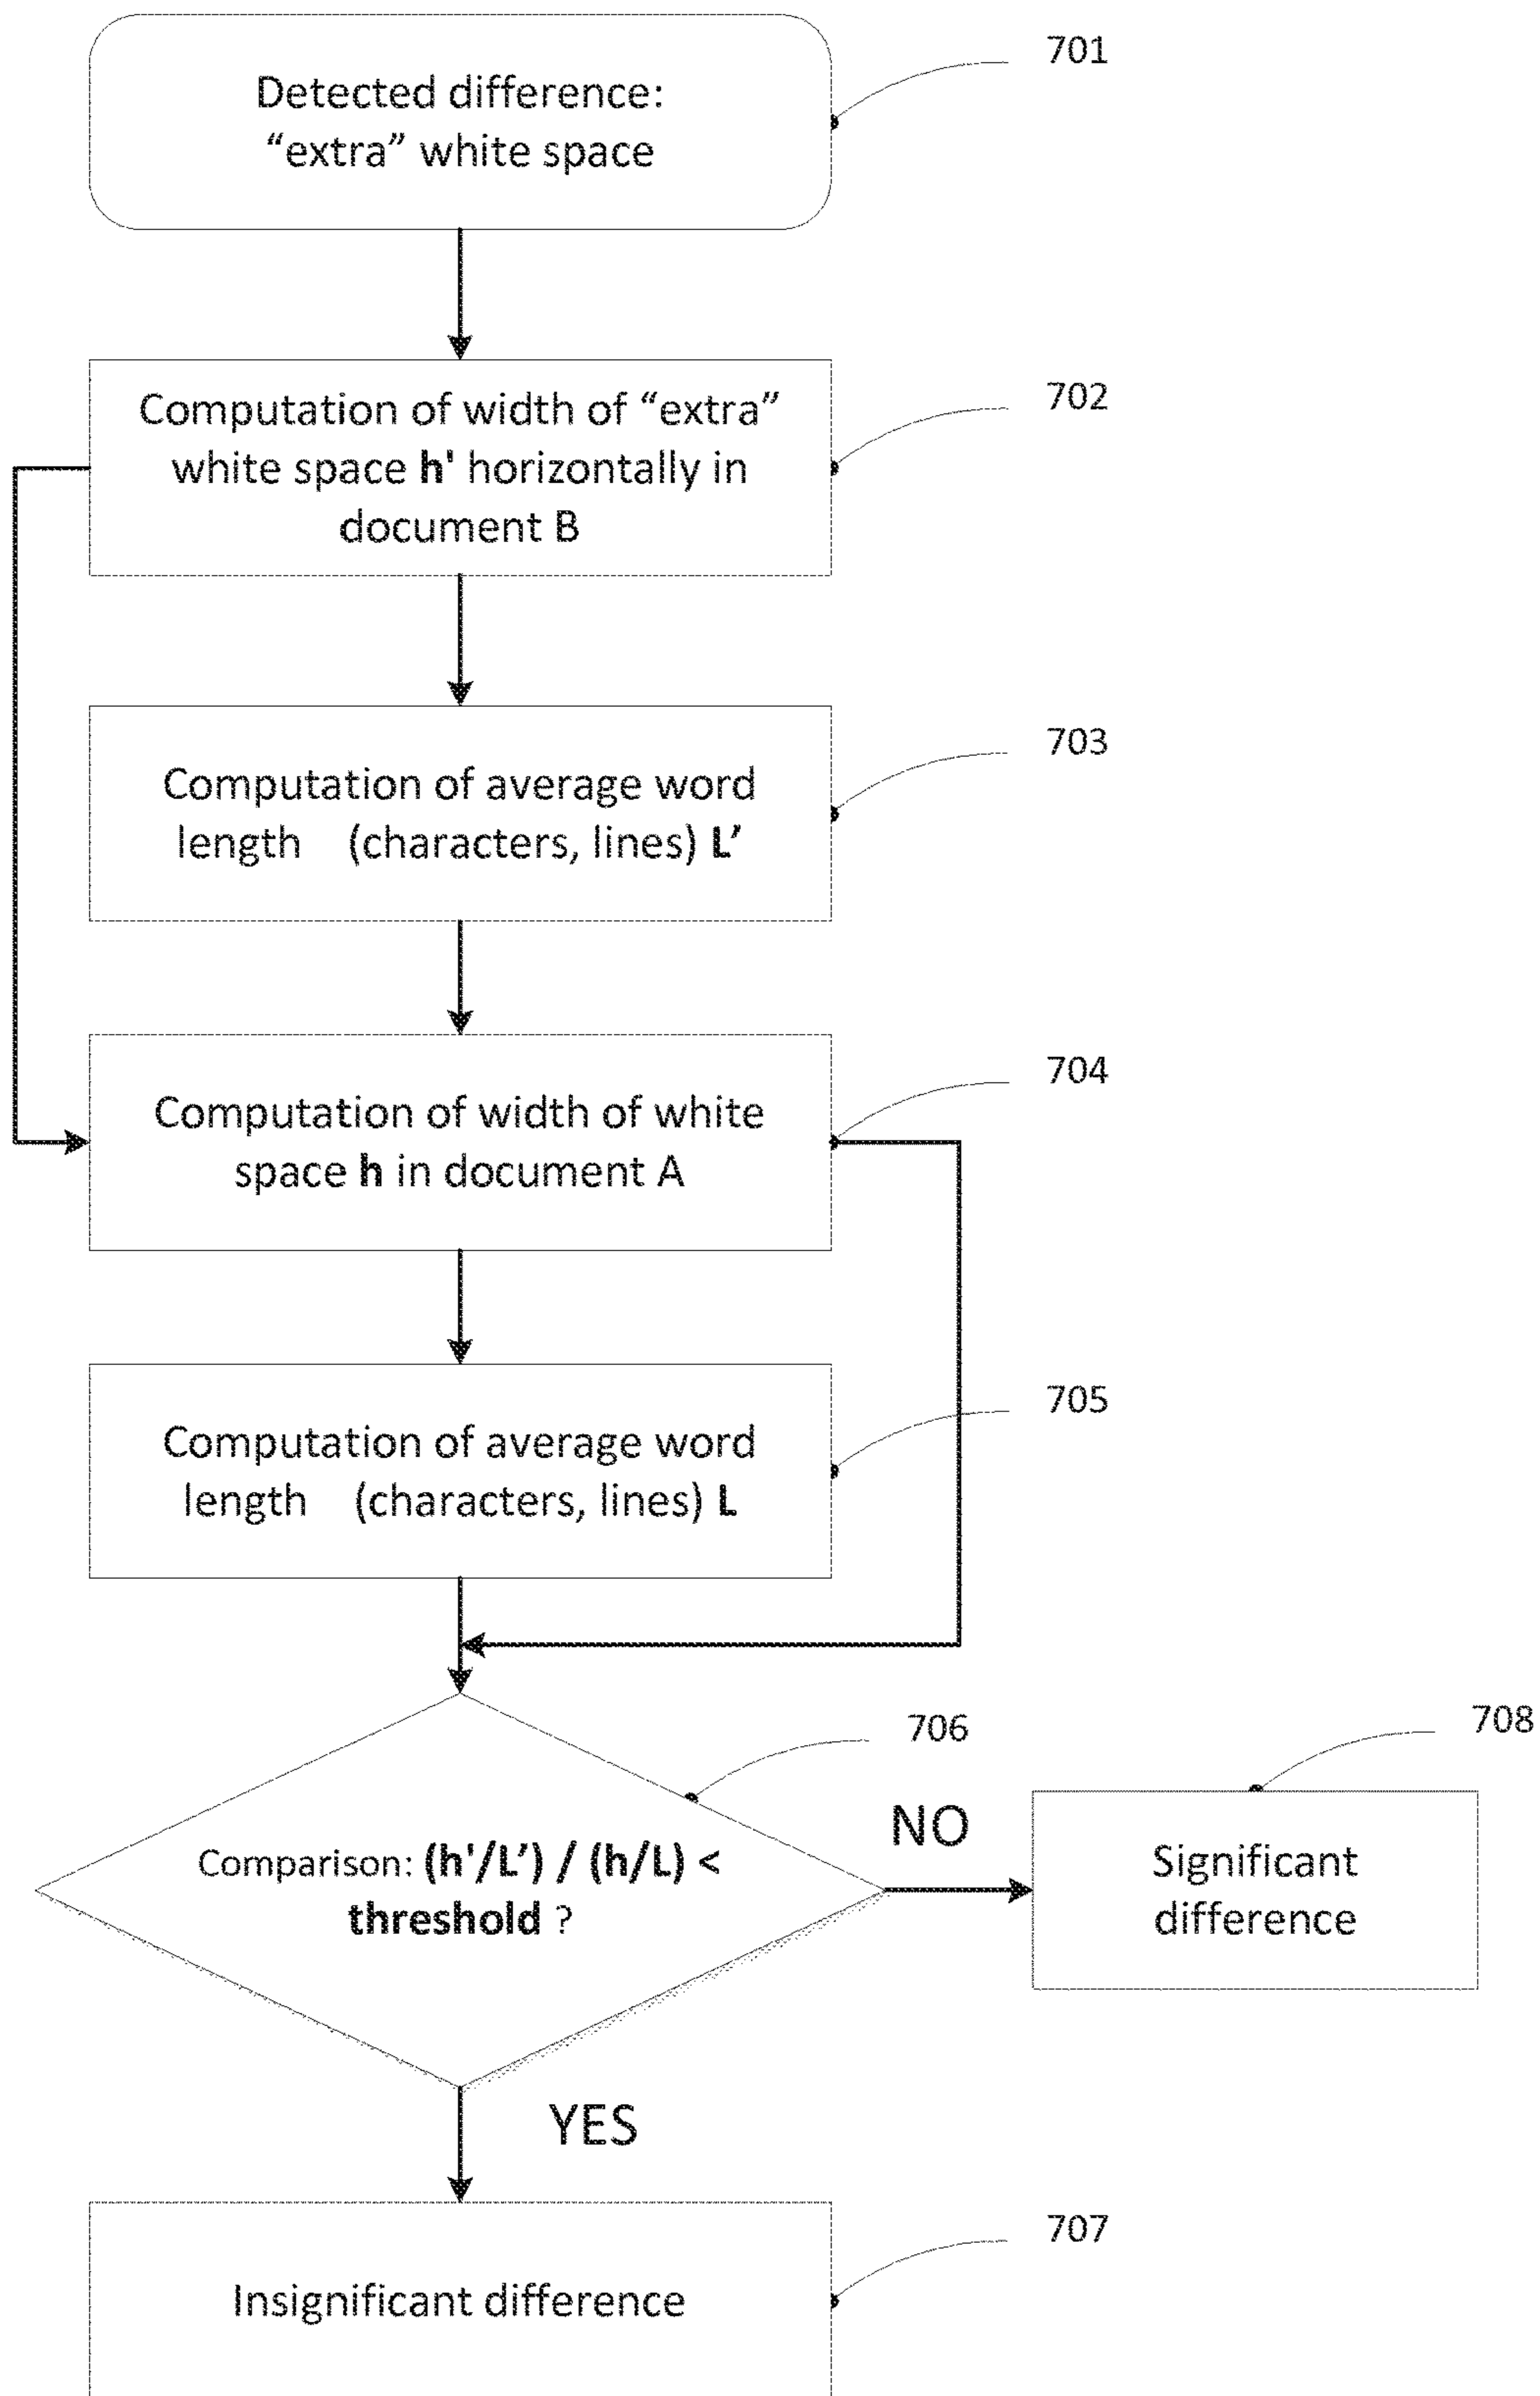 701
Detected difference:
“extra” white space
702
Computation of width of “extra”
white space h' horizontally in
document B
703
Computation of average word
length (characters, lines) L’
704
Computation of width of white
space h in document A
705
Computation of average word
length (characters, lines) L
706
708
NO
Comparison: (h'/L’) / (h/L) <
threshold ?
Significant
difference
YES
707
Insignificant difference